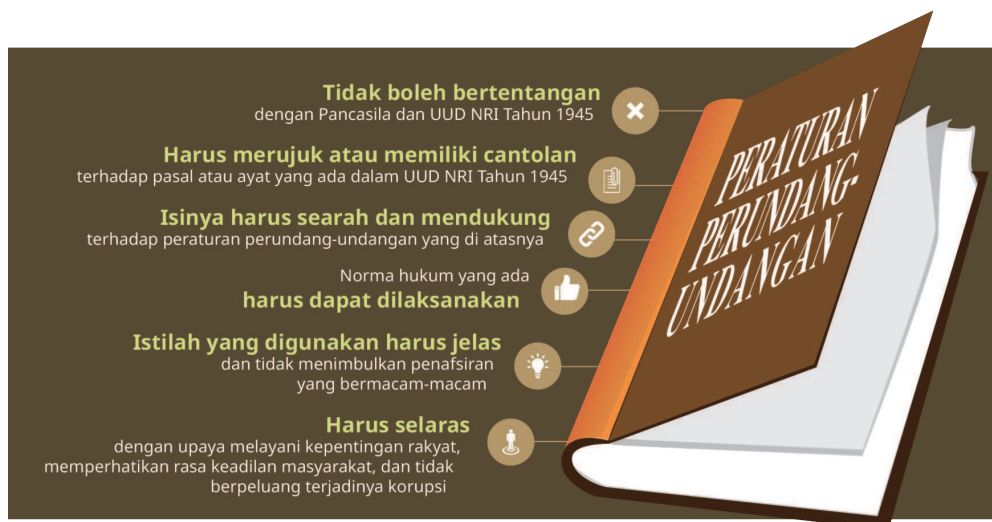 Tidak boleh bertentangan
dengan Pancasila dan UUD NRI Tahun 1945
Harus merujuk atau memiliki cantolan
terhadap pasal atau ayat yang ada dalam UUD NRI Tahun 1945
Isinya harus searah dan mendukung
terhadap peraturan perundang-undangan yang di atasnya
Norma hukum yang ada
harus dapat dilaksanakan
Istilah yang digunakan harus jelas
dan tidak menimbulkan penafsiran
yang bermacam-macam
Harus selaras
dengan upaya melayani kepentingan rakyat,
memperhatikan rasa keadilan masyarakat, dan tidak
berpeluang terjadinya korupsi
PERATURAN
PERUNDANG-
UNDANGAN